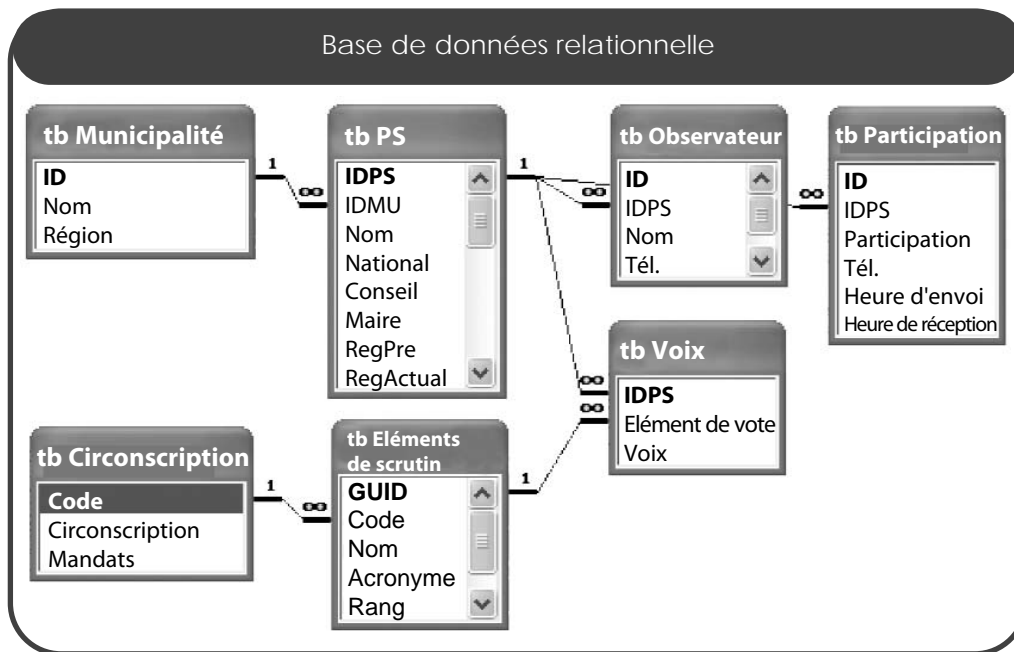 Base de données relationnelle
tb Municipalité
ID
Nom
Région
1
∞
tb PS
IDPS
IDMU
Nom
National
Conseil
Maire
RegPre
RegActual
1
∞
tb Observateur
ID
IDPS
Nom
Tél.
∞
tb Participation
ID
IDPS
Participation
Tél.
Heure d'envoi
Heure de réception
tb Circonscription
Code
Circonscription
Mandats
1
∞
tb Eléments
de scrutin
GUID
Code
Nom
Acronyme
Rang
1
∞
∞
tb Voix
IDPS
Elément de vote
Voix